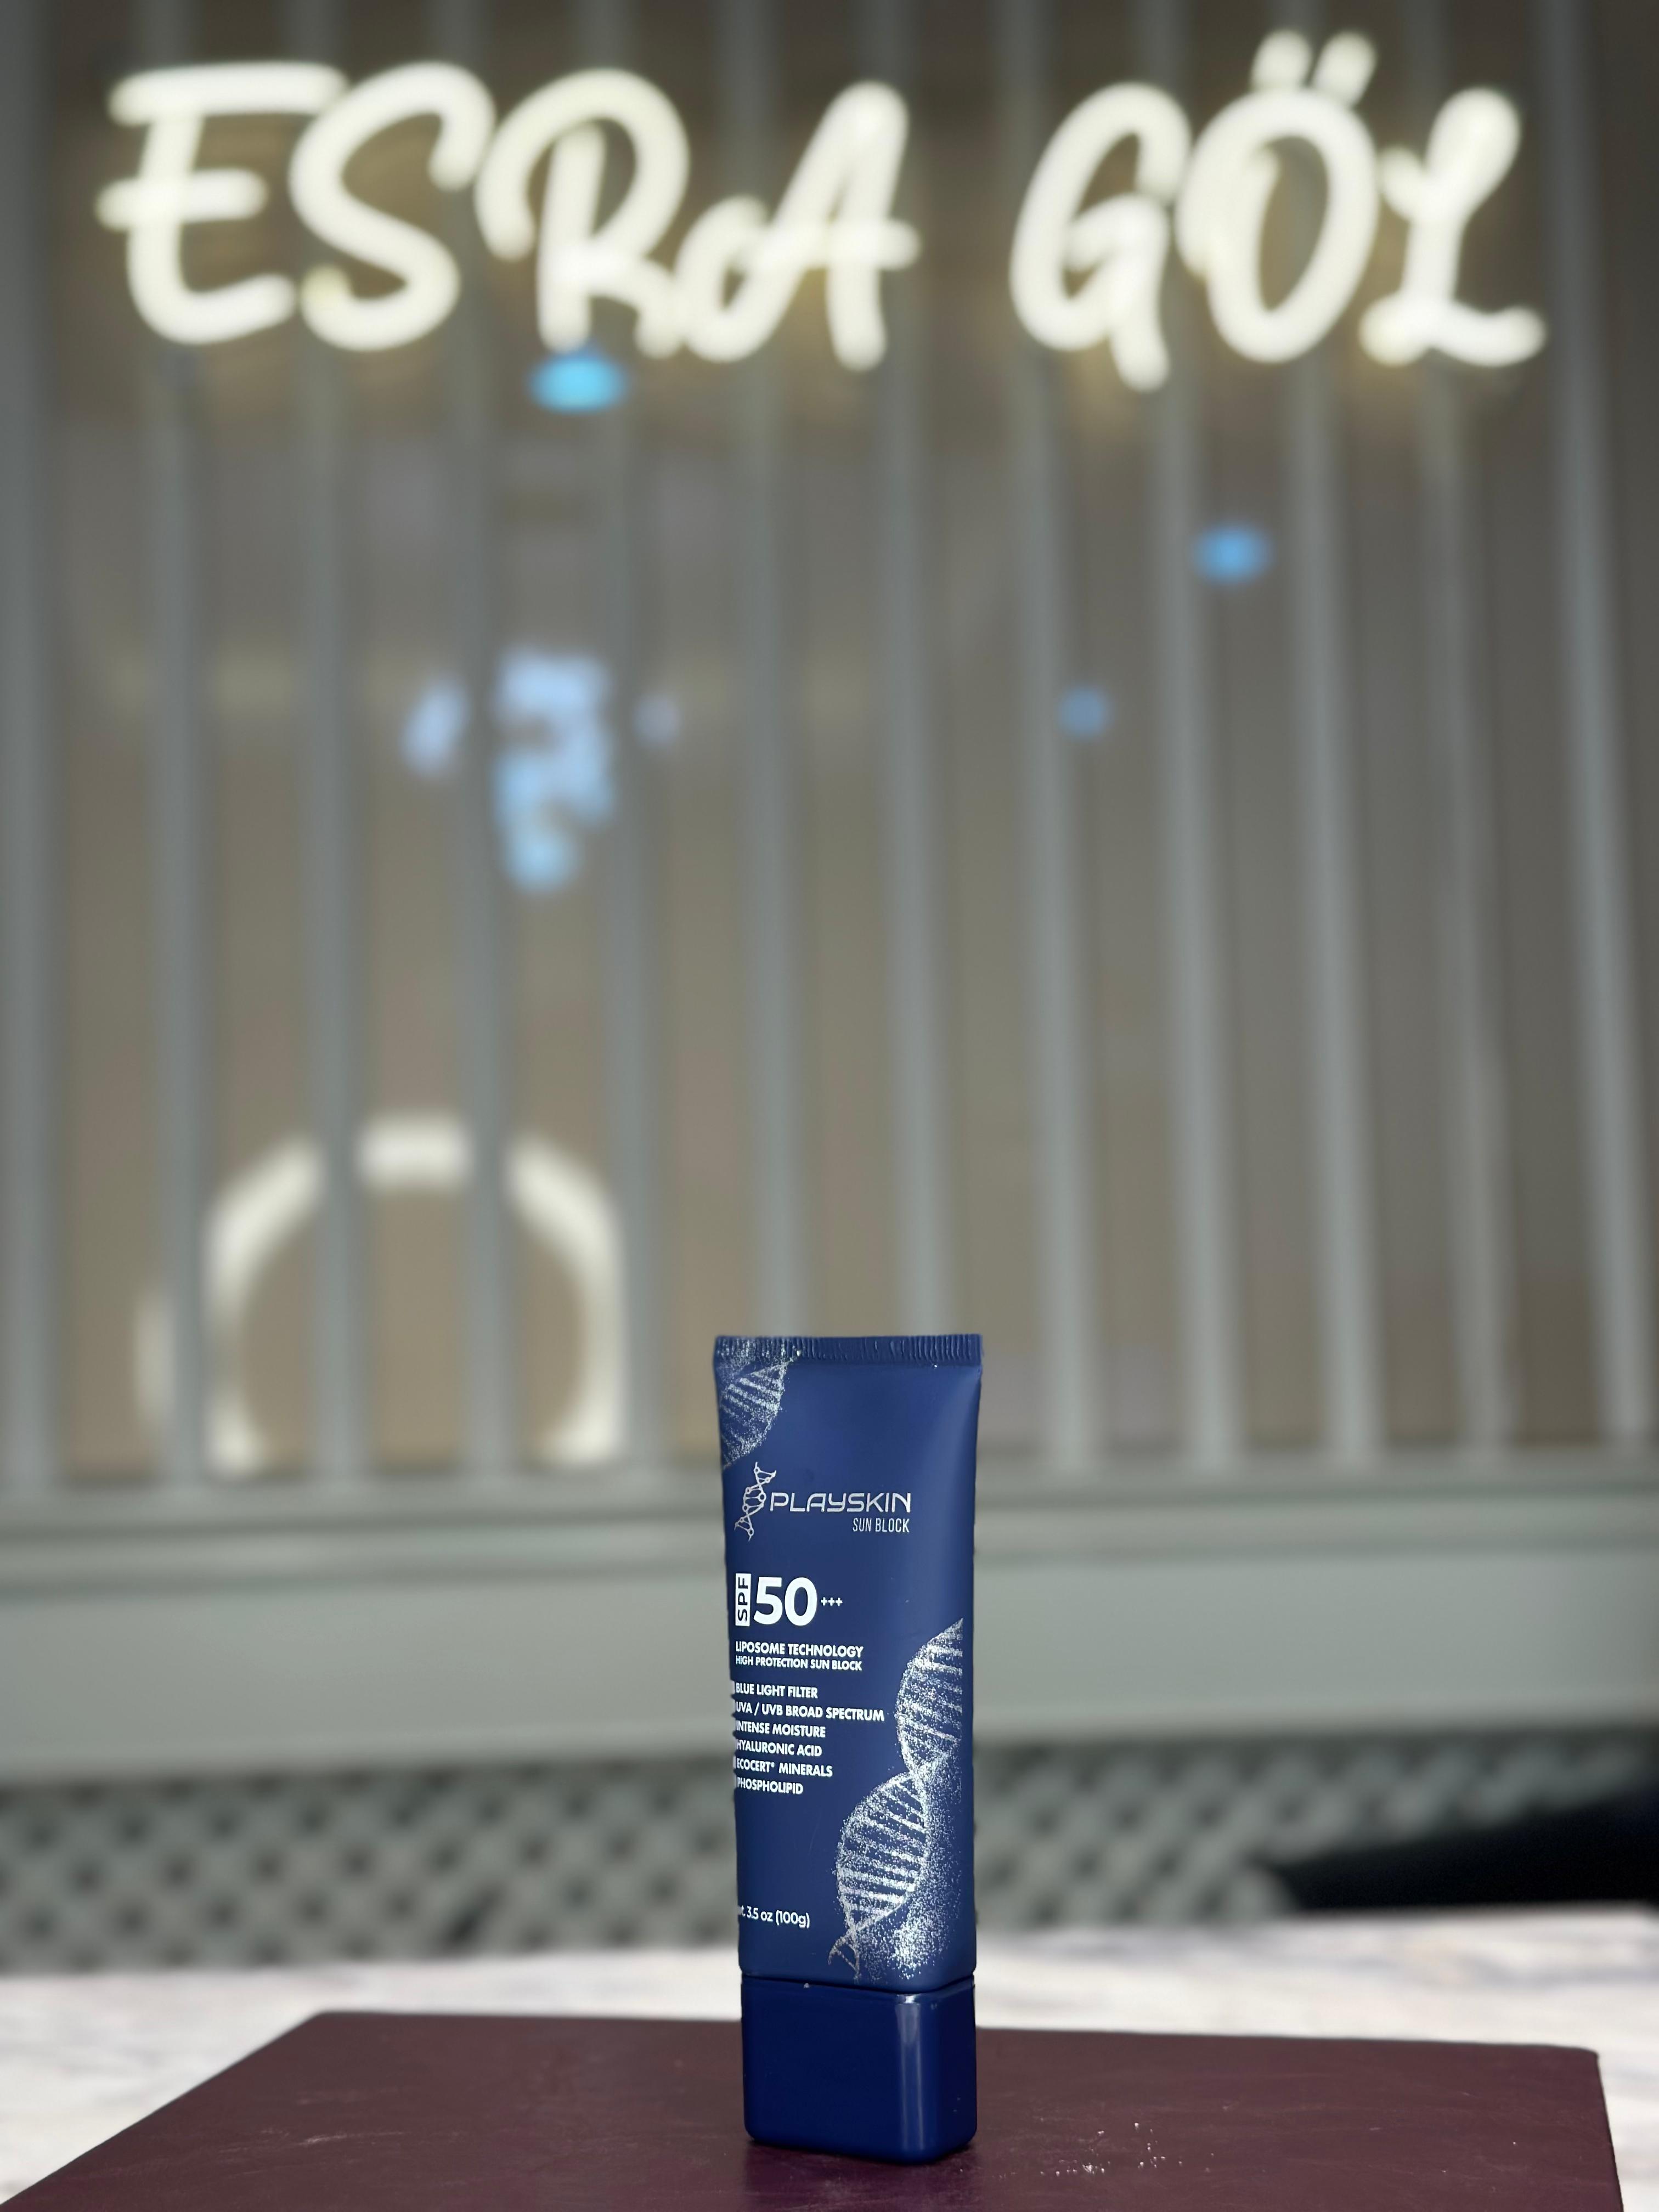 ESRA GÖL
PLAYSKIN
SUN BLOCK
SPF 50+++
LIPOSOME TECHNOLOGY
HIGH PROTECTION SUN BLOCK
BLUE LIGHT FILTER
UVA / UVB BROAD SPECTRUM
INTENSE MOISTURE
HYALURONIC ACID
ECOCERT® MINERALS
PHOSPHOLIPID
3.5 oz (100g)